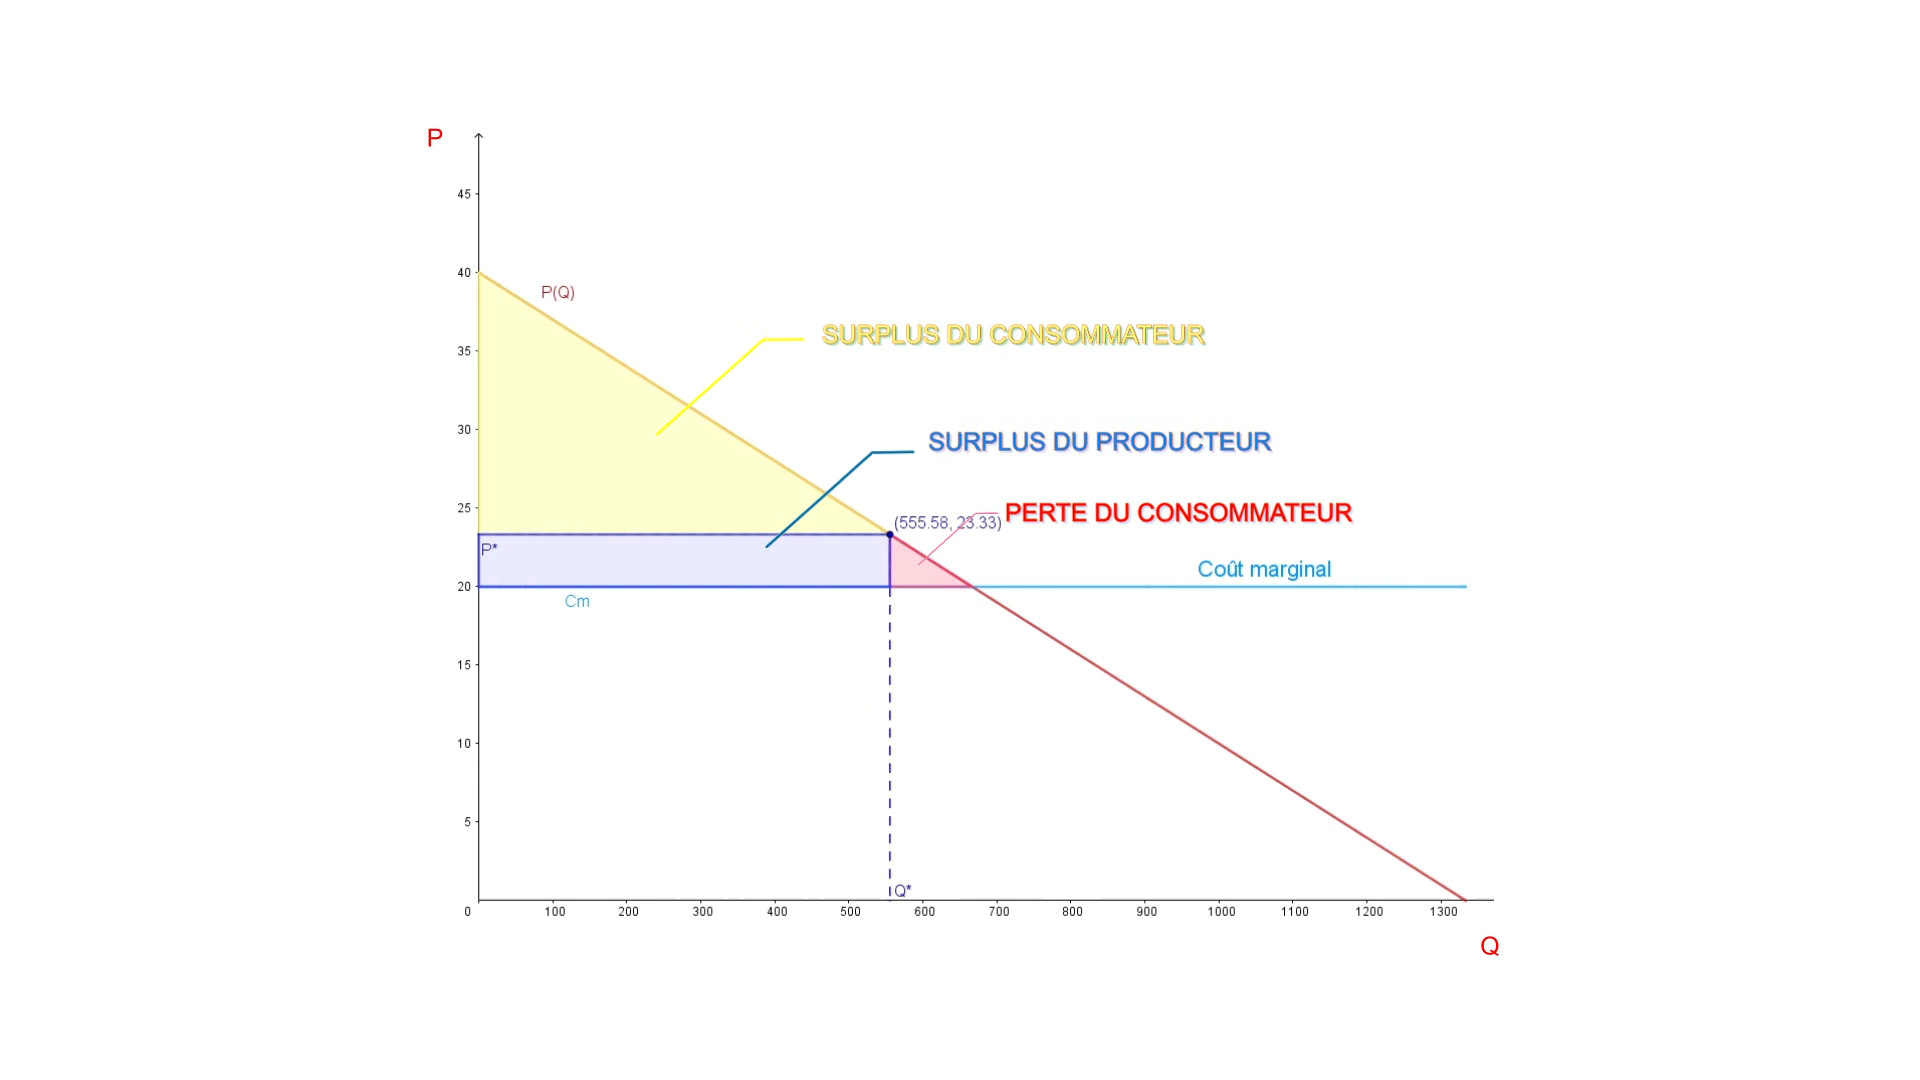 P
45
40
P(Q)
SURPLUS DU CONSOMMATEUR
35
30
SURPLUS DU PRODUCTEUR
25
(555.58, 23.33)
PERTE DU CONSOMMATEUR
P*
Coût marginal
20
Cm
15
10
5
Q*
0 100 200 300 400 500 600 700 800 900 1000 1100 1200 1300
Q